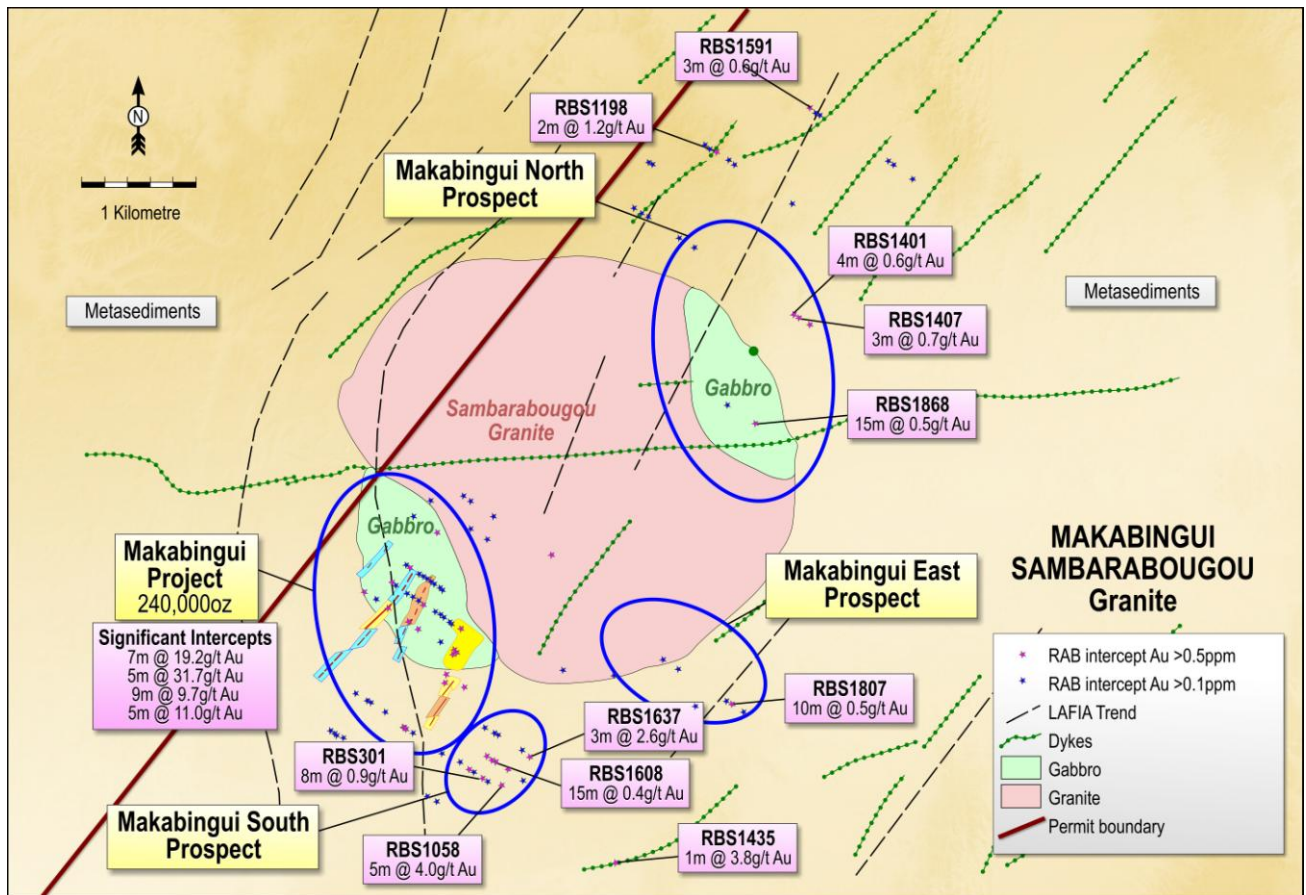 RBS1591
3m @ 0.6g/t Au
RBS1198
2m @ 1.2g/t Au
N
1 Kilometre
Makabingui North
Prospect
RBS1401
4m @ 0.6g/t Au
Metasediments
Metasediments
RBS1407
3m @ 0.7g/t Au
Gabbro
Sambarabougou
Granite
RBS1868
15m @ 0.5g/t Au
Gabbro
Makabingui
Project
240,000oz
Makabingui East
Prospect
Significant Intercepts
7m @ 19.2g/t Au
5m @ 31.7g/t Au
9m @ 9.7g/t Au
5m @ 11.0g/t Au
RBS1807
10m @ 0.5g/t Au
RBS1637
3m @ 2.6g/t Au
RBS301
8m @ 0.9g/t Au
RBS1608
15m @ 0.4g/t Au
Makabingui South
Prospect
RBS1058
5m @ 4.0g/t Au
RBS1435
1m @ 3.8g/t Au
MAKABINGUI
SAMBARABOUGOU
Granite
RAB intercept Au >0.5ppm
RAB intercept Au >0.1ppm
LAFIA Trend
Dykes
Gabbro
Granite
Permit boundary